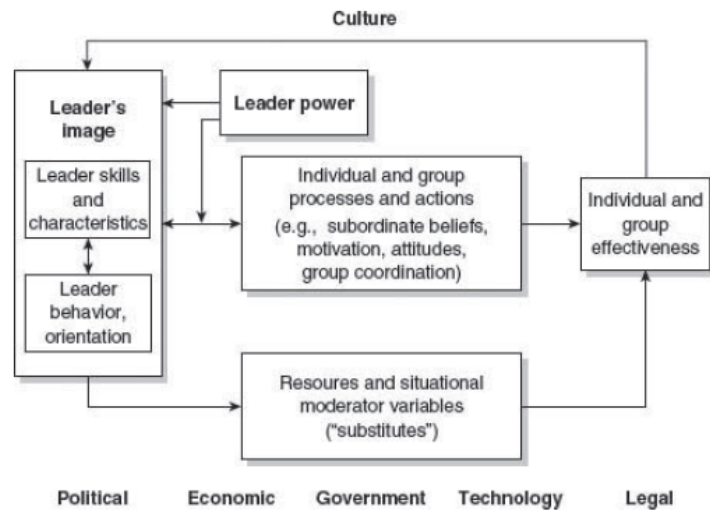 Culture
Leader's
image
Leader power
Leader skills
and
characteristics
Individual and group
processes and actions
(e.g., subordinate beliefs,
motivation, attitudes,
group coordination)
Individual and
group
effectiveness
Leader
behavior,
orientation
Resoures and situational
moderator variables
("substitutes")
Political Economic Government Technology Legal